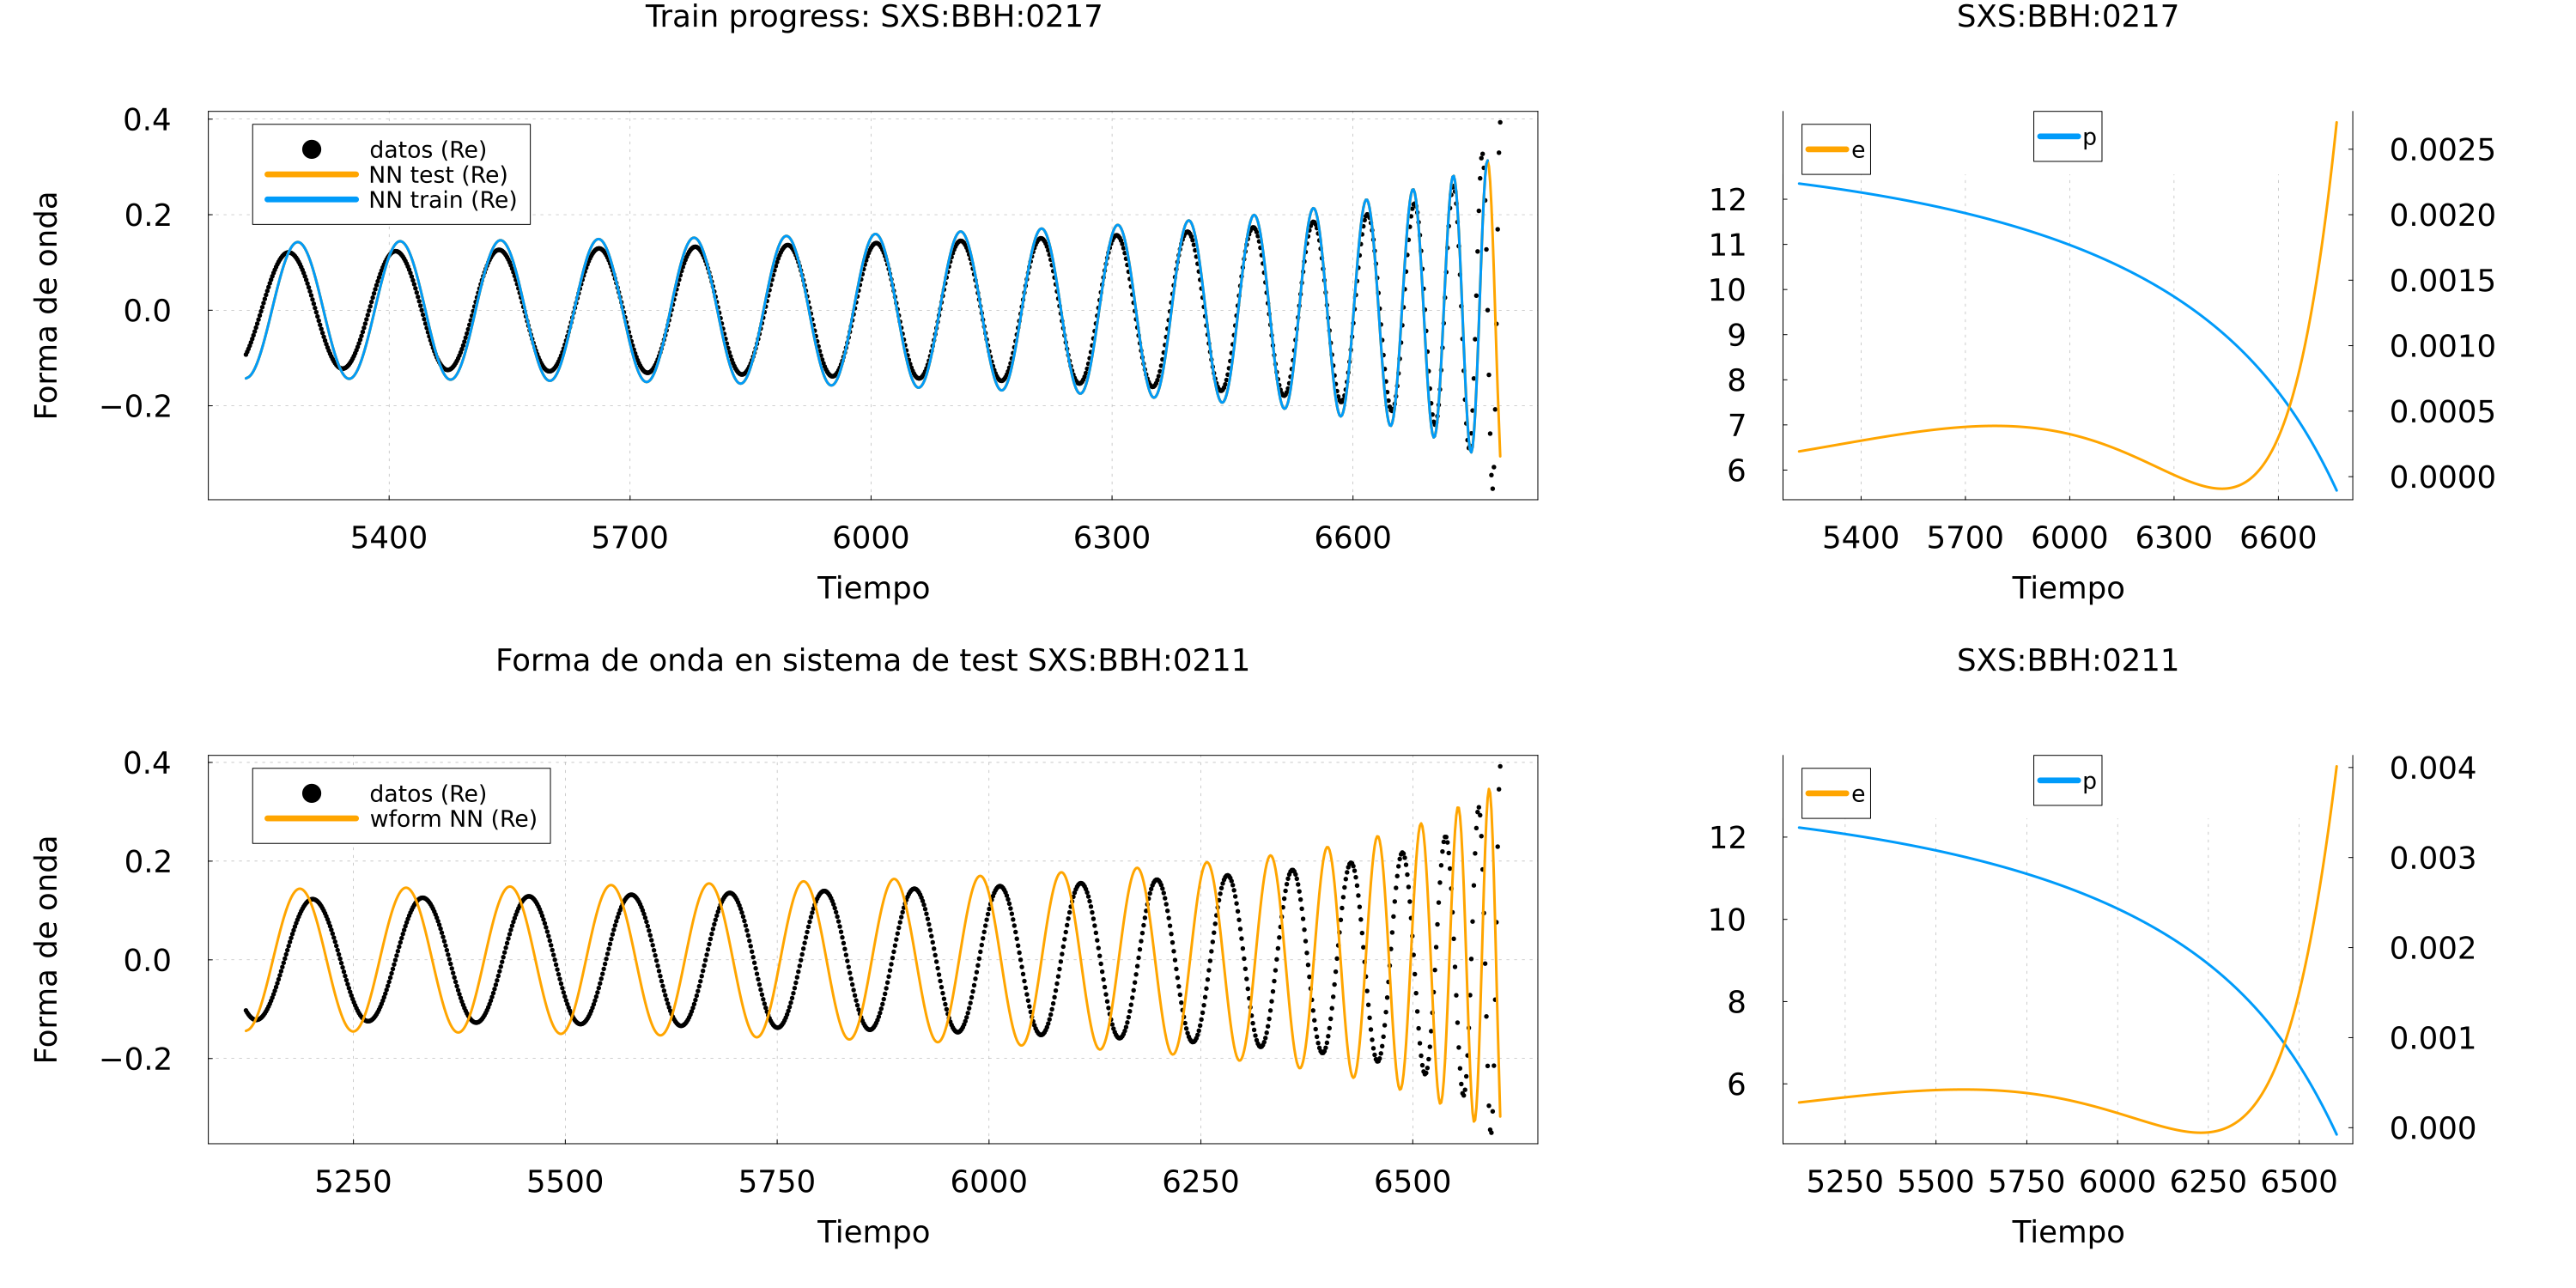 Train progress: SXS:BBH:0217
0.4
0.2
0.0
−0.2
Forma de onda
datos (Re)
NN test (Re)
NN train (Re)
5400 5700 6000 6300 6600
Tiempo
SXS:BBH:0217
12
11
10
9
8
7
6
e
p
0.0025
0.0020
0.0015
0.0010
0.0005
0.0000
5400 5700 6000 6300 6600
Tiempo
Forma de onda en sistema de test SXS:BBH:0211
0.4
0.2
0.0
−0.2
Forma de onda
datos (Re)
wform NN (Re)
5250 5500 5750 6000 6250 6500
Tiempo
SXS:BBH:0211
12
10
8
6
e
p
0.004
0.003
0.002
0.001
0.000
5250 5500 5750 6000 6250 6500
Tiempo